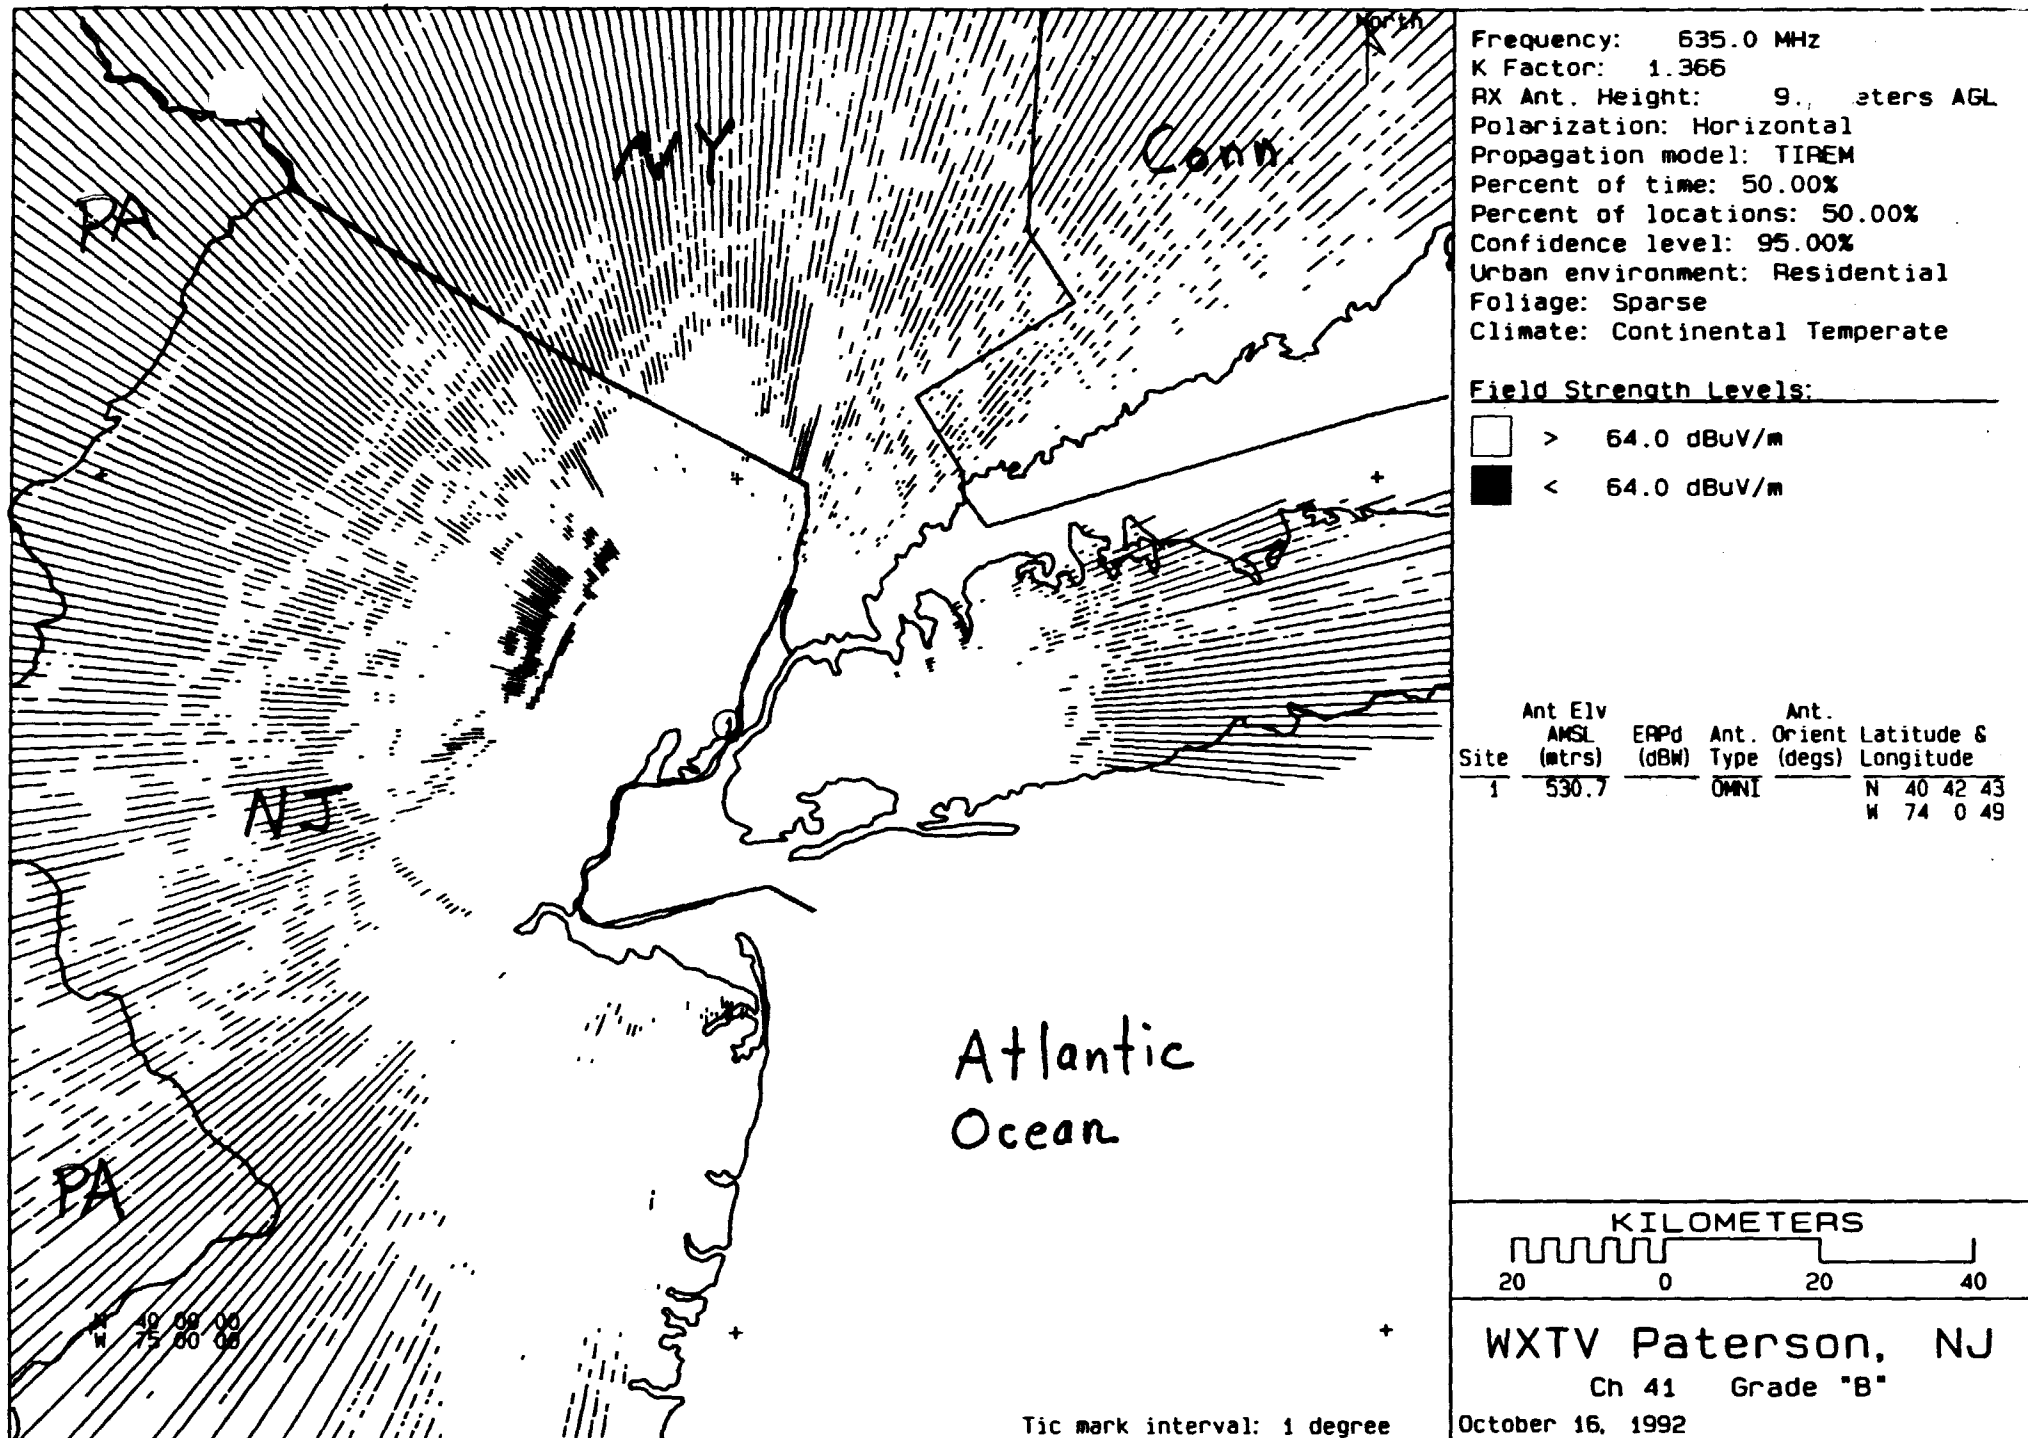 North
NY
Conn.
PA
NJ
PA
Atlantic
Ocean
1
N 40 00 00
W 75 00 00
Tic mark interval: 1 degree
Frequency: 635.0 MHz
K Factor: 1.366
RX Ant. Height: 9. eters AGL
Polarization: Horizontal
Propagation model: TIREM
Percent of time: 50.00%
Percent of locations: 50.00%
Confidence level: 95.00%
Urban environment: Residential
Foliage: Sparse
Climate: Continental Temperate
Field Strength Levels:
> 64.0 dBuV/m
< 64.0 dBuV/m
Ant Elv Ant.
AMSL ERPd Ant. Orient Latitude &
Site (mtrs) (dBW) Type (degs) Longitude
1 530.7 OMNI N 40 42 43
W 74 0 49
KILOMETERS
20 0 20 40
WXTV Paterson, NJ
Ch 41 Grade "B"
October 16, 1992